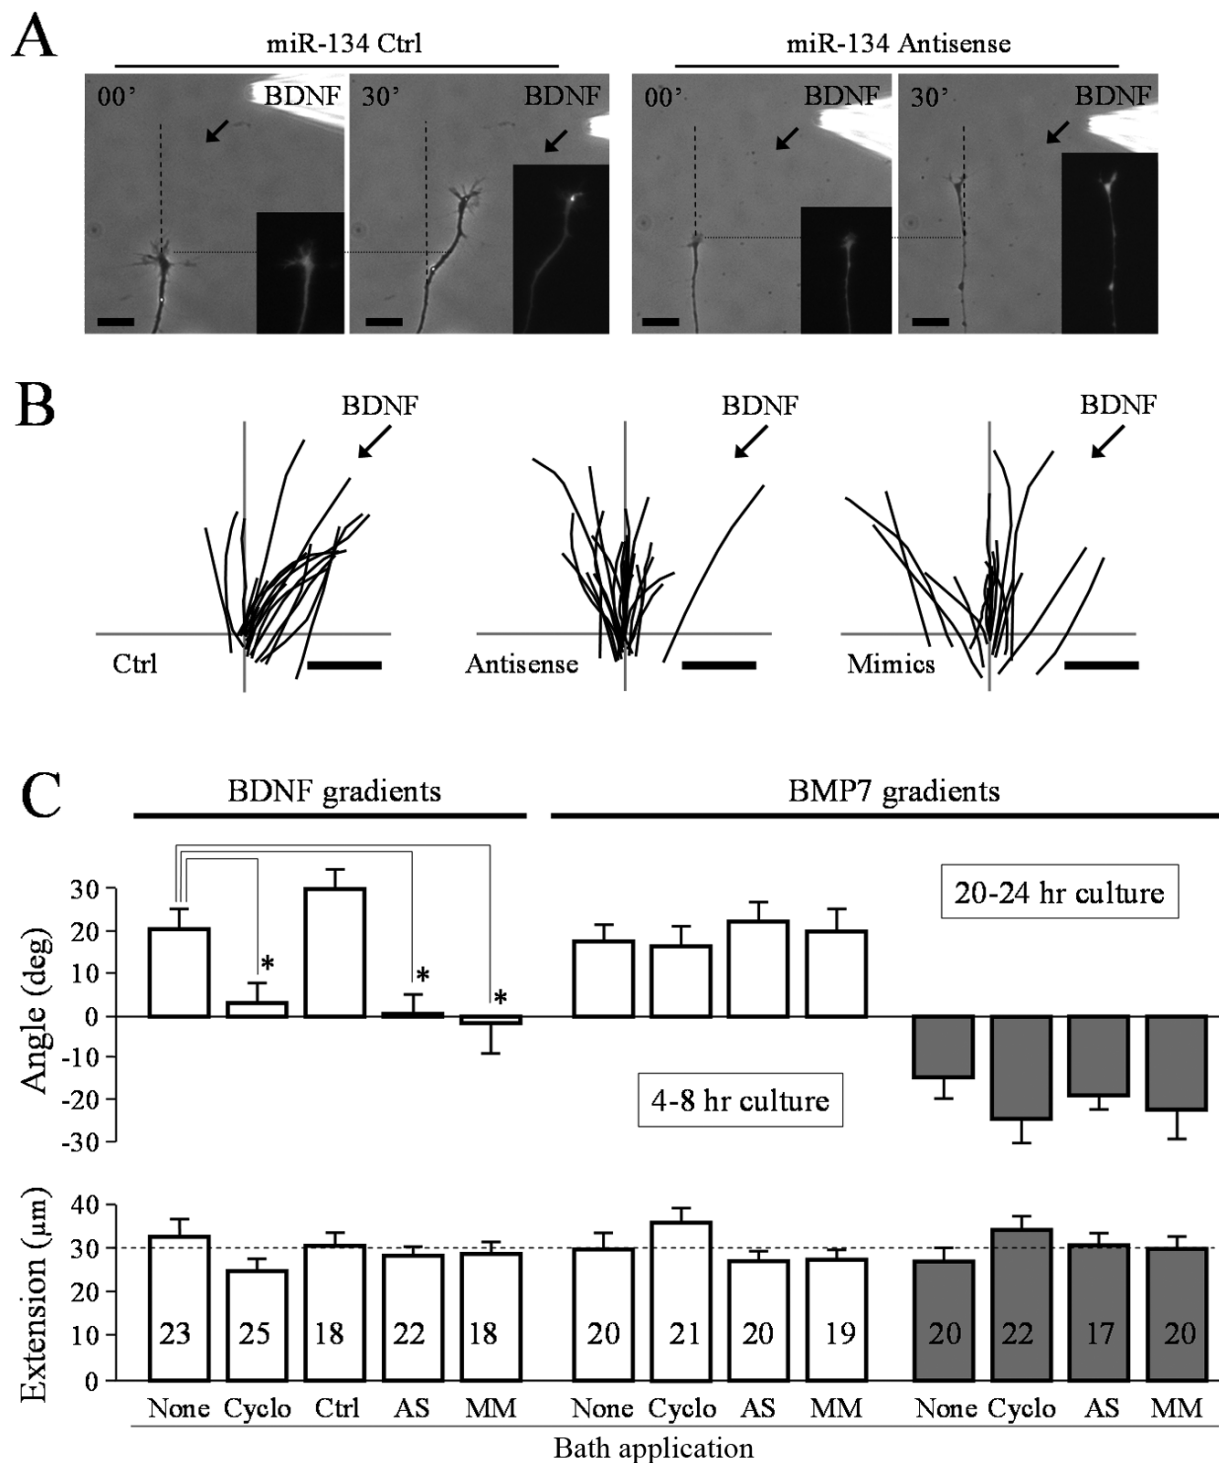 A
miR-134 Ctrl
miR-134 Antisense
00’ BDNF
30’ BDNF
00’ BDNF
30’ BDNF
B
BDNF
BDNF
BDNF
Ctrl
Antisense
Mimics
C
BDNF gradients
BMP7 gradients
Angle (deg)
30
20
10
0
-10
-20
-30
* * *
20-24 hr culture
4-8 hr culture
Extension (μm)
40
30
20
10
0
23 25 18 22 18 20 21 20 19 20 22 17 20
None Cyclo Ctrl AS MM None Cyclo AS MM None Cyclo AS MM
Bath application